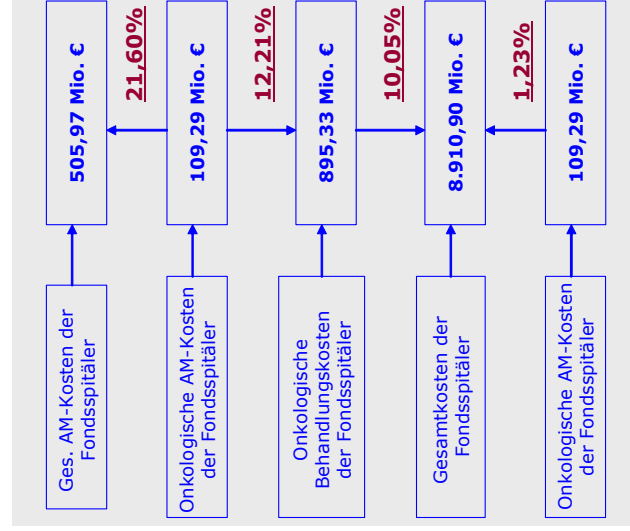 Ges. AM-Kosten der
Fondsspitäler
505,97 Mio. €
21,60%
Onkologische AM-Kosten
der Fondsspitäler
109,29 Mio. €
12,21%
Onkologische
Behandlungskosten
der Fondsspitäler
895,33 Mio. €
10,05%
Gesamtkosten der
Fondsspitäler
8.910,90 Mio. €
1,23%
Onkologische AM-Kosten
der Fondsspitäler
109,29 Mio. €